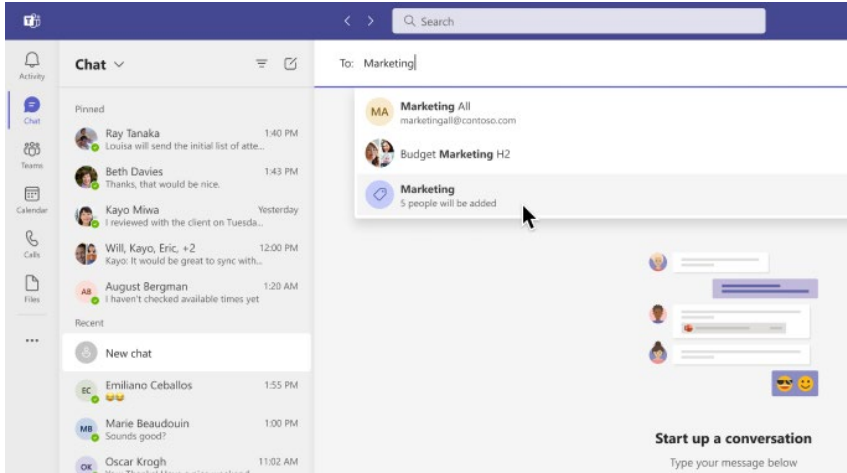 Search
Activity
Chat
Teams
Calendar
Calls
Files
Chat
Pinned
Ray Tanaka 1:40 PM
Louisa will send the initial list of atte...
Beth Davies 1:43 PM
Thanks, that would be nice.
Kayo Miwa Yesterday
I reviewed with the client on Tuesda...
Will, Kayo, Eric, +2 12:00 PM
Kayo: It would be great to sync with...
AB August Bergman 1:20 AM
I haven't checked available times yet
Recent
New chat
EC Emiliano Ceballos 1:55 PM
MB Marie Beaudouin 1:00 PM
Sounds good?
OK Oscar Krogh 11:02 AM
To: Marketing
MA Marketing All
marketingall@contoso.com
Budget Marketing H2
Marketing
5 people will be added
Start up a conversation
Type your message below